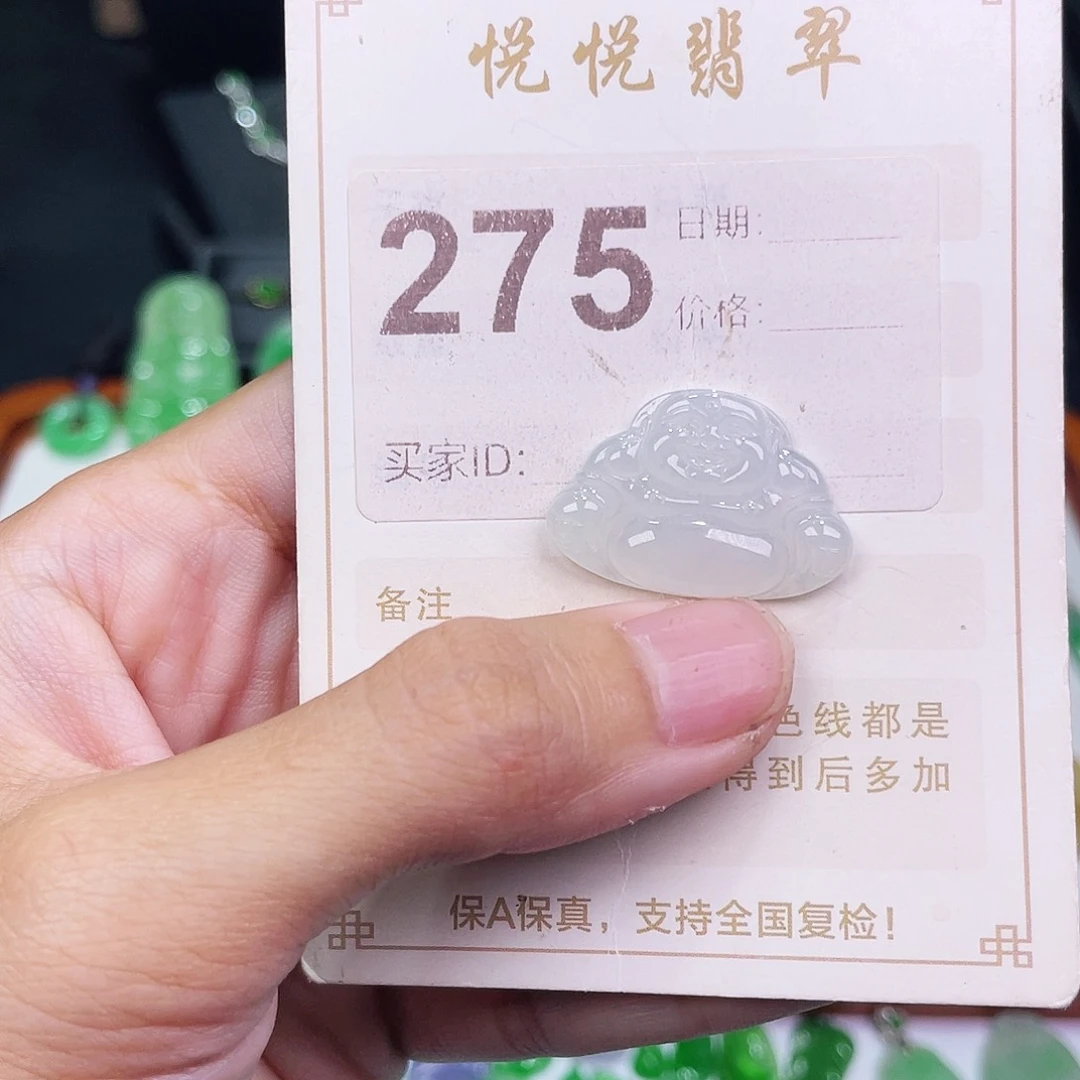 悦悦翡翠
275
日期:
价格:
买家ID:
备注
色线都是
得到后多加
保A保真，支持全国复检！